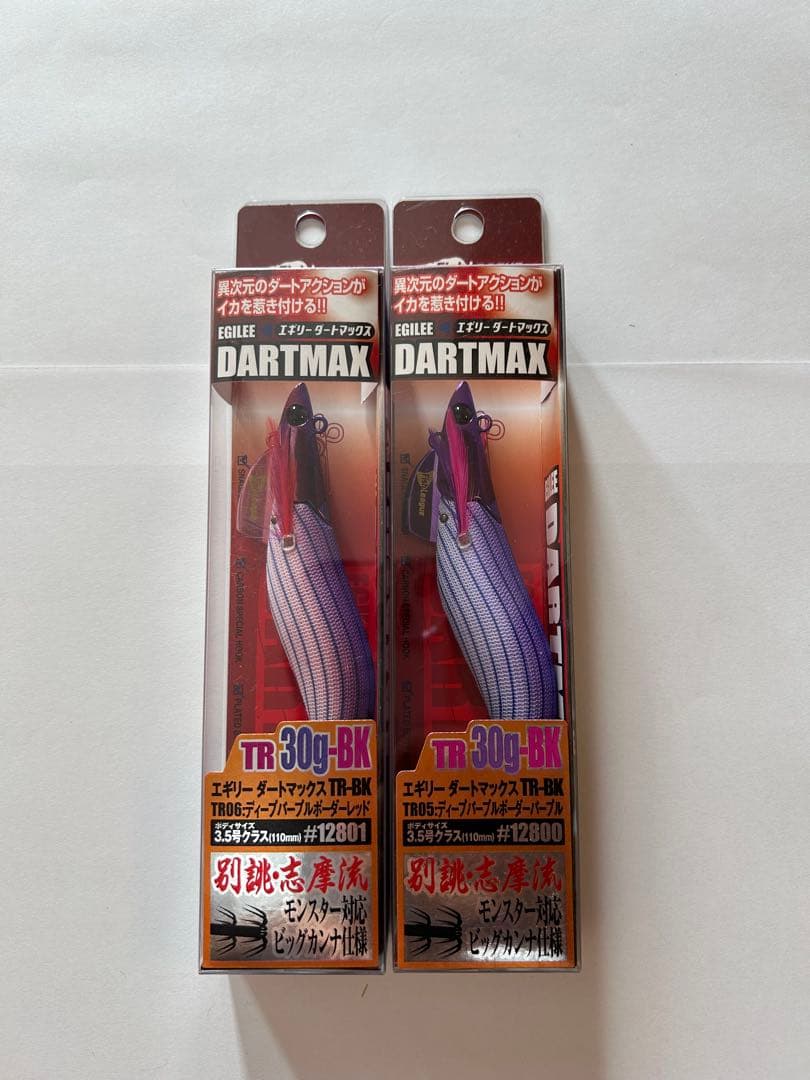 異次元のダートアクションが
イカを惹き付ける!!
EGILEE エギリーダートマックス
DARTMAX
CARBON SPECIAL HOOK
TR 30g-BK
エギリー ダートマックス TR-BK
TR06:ディープパープルボーダーレッド
ボディサイズ
3.5号クラス(110mm) #12801
別誂・志摩流
モンスター対応
ビッグカンナ仕様
異次元のダートアクションが
イカを惹き付ける!!
EGILEE エギリーダートマックス
DARTMAX
League
TR 30g-BK
エギリー ダートマックス TR-BK
TR05:ディープパープルボーダーパープル
ボディサイズ
3.5号クラス(110mm) #12800
別誂・志摩流
モンスター対応
ビッグカンナ仕様